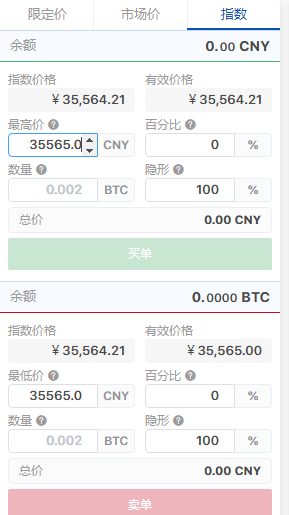 限定价 市场价 指数
余额 0.00 CNY
指数价格 有效价格
¥ 35,564.21 ¥ 35,564.21
最高价 ? 百分比 ?
35565.0 CNY 0 %
数量 ? 隐形 ?
0.002 BTC 100 %
总价 0.00 CNY
买单
余额 0.0000 BTC
指数价格 有效价格
¥ 35,564.21 ¥ 35,565.00
最低价 ? 百分比 ?
35565.0 CNY 0 %
数量 ? 隐形 ?
0.002 BTC 100 %
总价 0.00 CNY
卖单